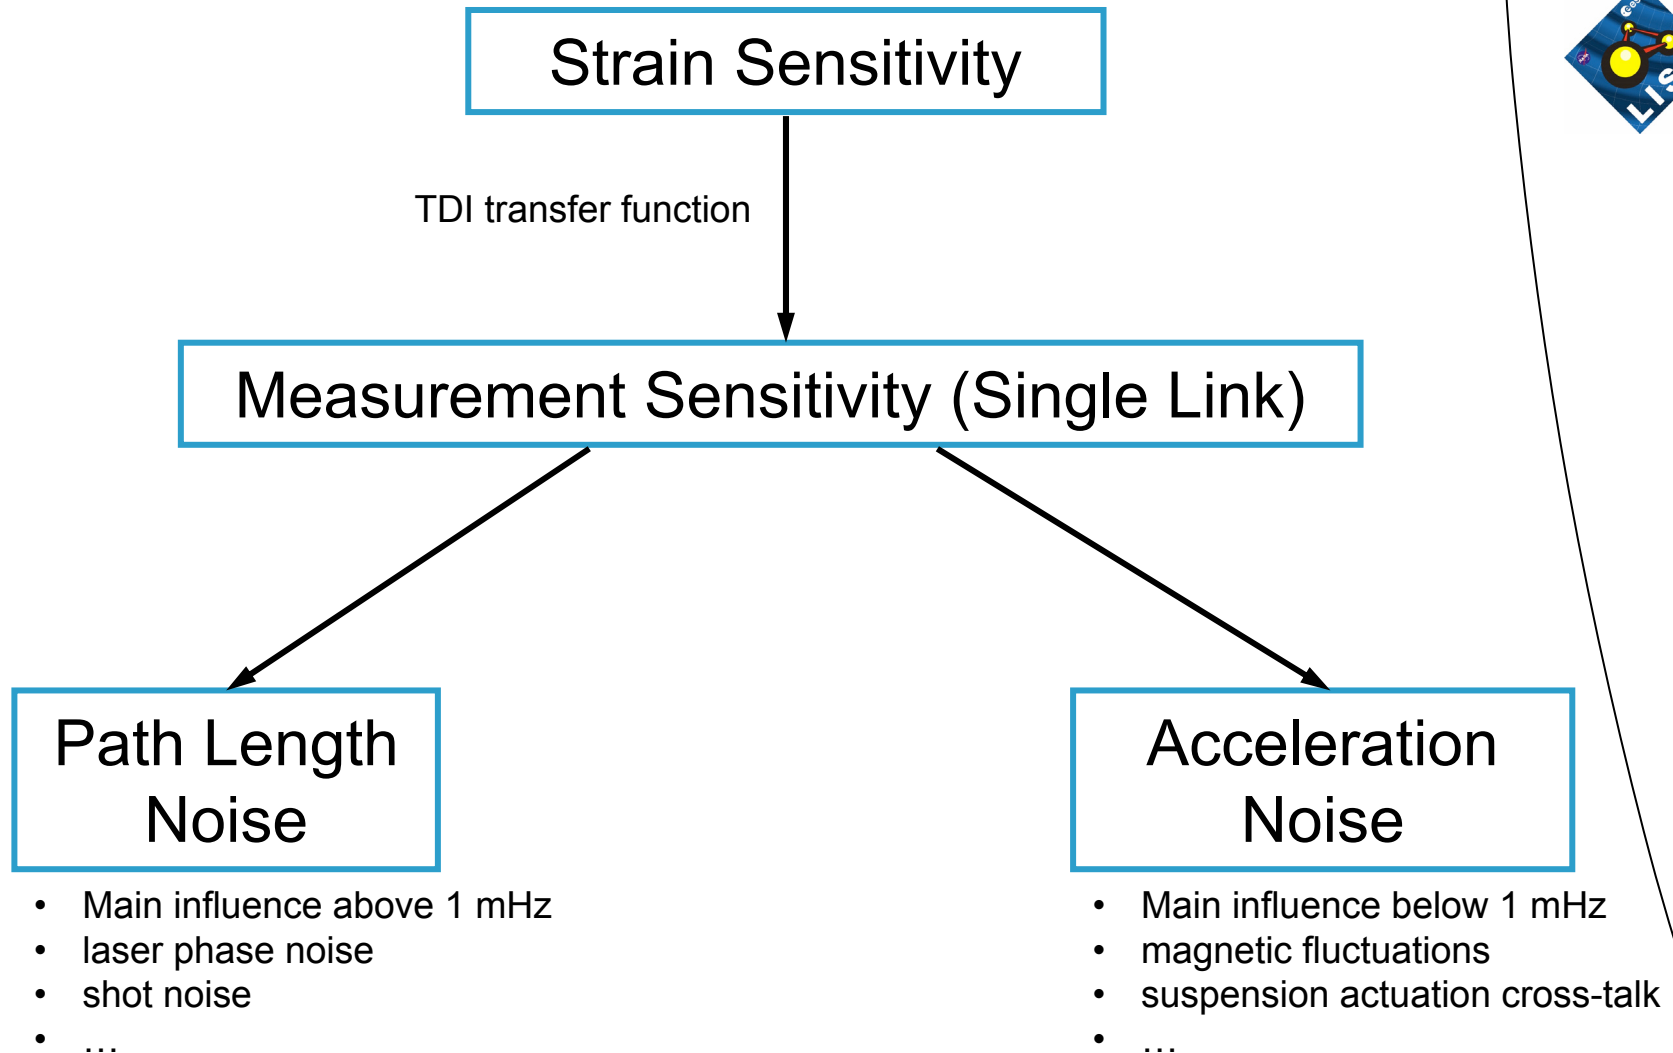 Strain Sensitivity
TDI transfer function
Measurement Sensitivity (Single Link)
Path Length
Noise
• Main influence above 1 mHz
• laser phase noise
• shot noise
• …
Acceleration
Noise
• Main influence below 1 mHz
• magnetic fluctuations
• suspension actuation cross-talk
• …